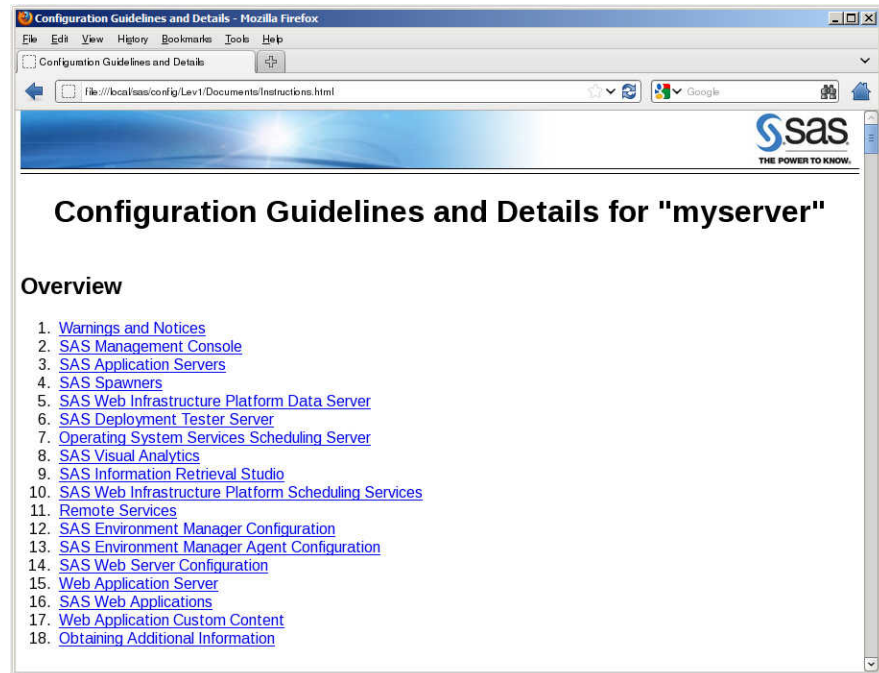 Configuration Guidelines and Details - Mozilla Firefox
File Edit View History Bookmarks Tools Help
Configuration Guidelines and Details
file:///local/sas/config/Lev1/Documents/Instructions.html
Google
sas
THE POWER TO KNOW.
Configuration Guidelines and Details for "myserver"
Overview
1. Warnings and Notices
2. SAS Management Console
3. SAS Application Servers
4. SAS Spawners
5. SAS Web Infrastructure Platform Data Server
6. SAS Deployment Tester Server
7. Operating System Services Scheduling Server
8. SAS Visual Analytics
9. SAS Information Retrieval Studio
10. SAS Web Infrastructure Platform Scheduling Services
11. Remote Services
12. SAS Environment Manager Configuration
13. SAS Environment Manager Agent Configuration
14. SAS Web Server Configuration
15. Web Application Server
16. SAS Web Applications
17. Web Application Custom Content
18. Obtaining Additional Information